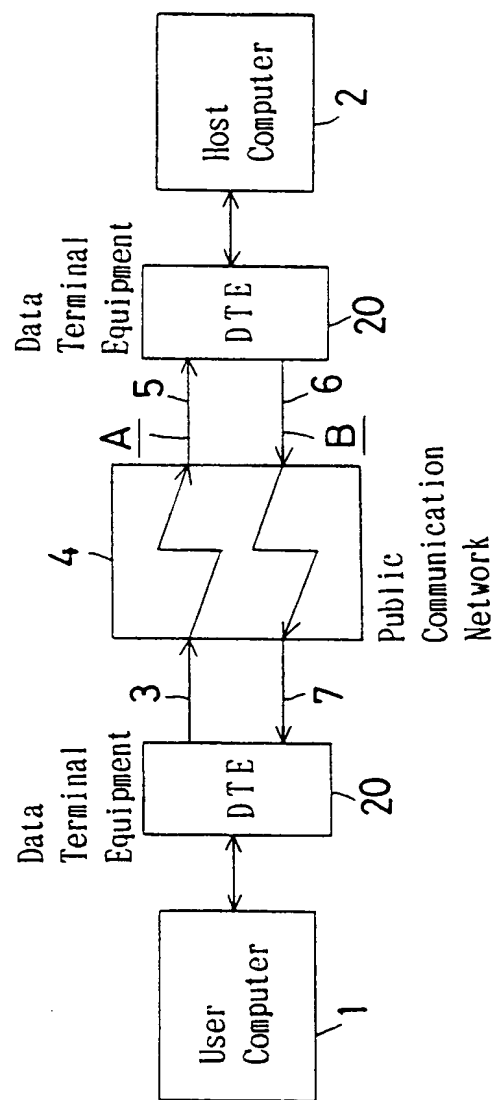 Data
Terminal
Equipment
DTE
20
User
Computer
1
3
7
4
Public
Communication
Network
A
5
B
6
Data
Terminal
Equipment
DTE
20
Host
Computer
2